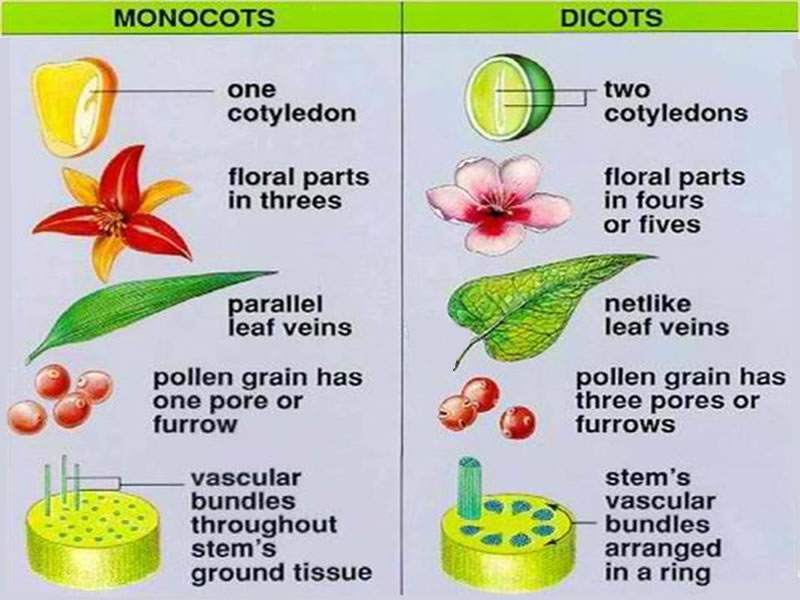 MONOCOTS
one
cotyledon
floral parts
in threes
parallel
leaf veins
pollen grain has
one pore or
furrow
vascular
bundles
throughout
stem's
ground tissue
DICOTS
two
cotyledons
floral parts
in fours
or fives
netlike
leaf veins
pollen grain has
three pores or
furrows
stem's
vascular
bundles
arranged
in a ring